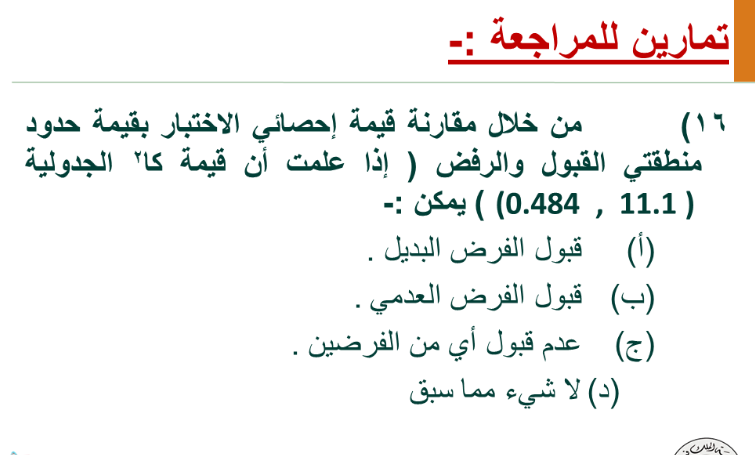 تمارين للمراجعة :-
١٦) من خلال مقارنة قيمة إحصائي الاختبار بقيمة حدود
منطقتي القبول والرفض ( إذا علمت أن قيمة كا٢ الجدولية
( 11.1 , 0.484) ) يمكن :-
(أ) قبول الفرض البديل .
(ب) قبول الفرض العدمي .
(ج) عدم قبول أي من الفرضين .
(د) لا شيء مما سبق